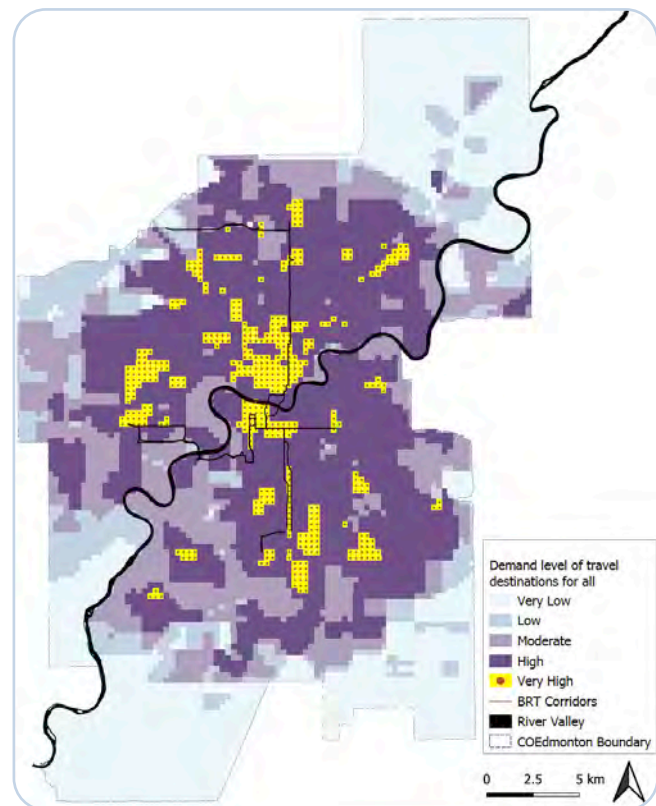 Demand level of travel
destinations for all
Very Low
Low
Moderate
High
Very High
BRT Corridors
River Valley
COEdmonton Boundary
0 2.5 5 km